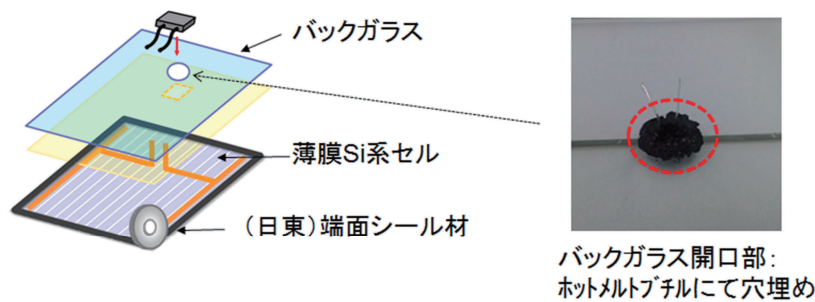 バックガラス
薄膜Si系セル
（日東）端面シール材
バックガラス開口部：
ﾎｯﾄﾒﾙﾄﾌﾞﾁﾙにて穴埋め